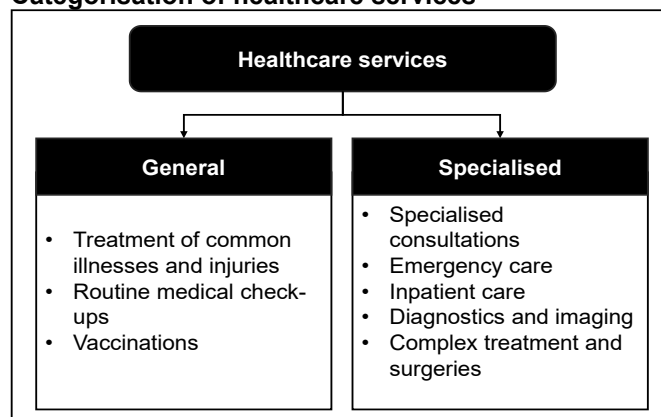 Categorisation of healthcare services
Healthcare services
General
• Treatment of common
illnesses and injuries
• Routine medical check-
ups
• Vaccinations
Specialised
• Specialised
consultations
• Emergency care
• Inpatient care
• Diagnostics and imaging
• Complex treatment and
surgeries